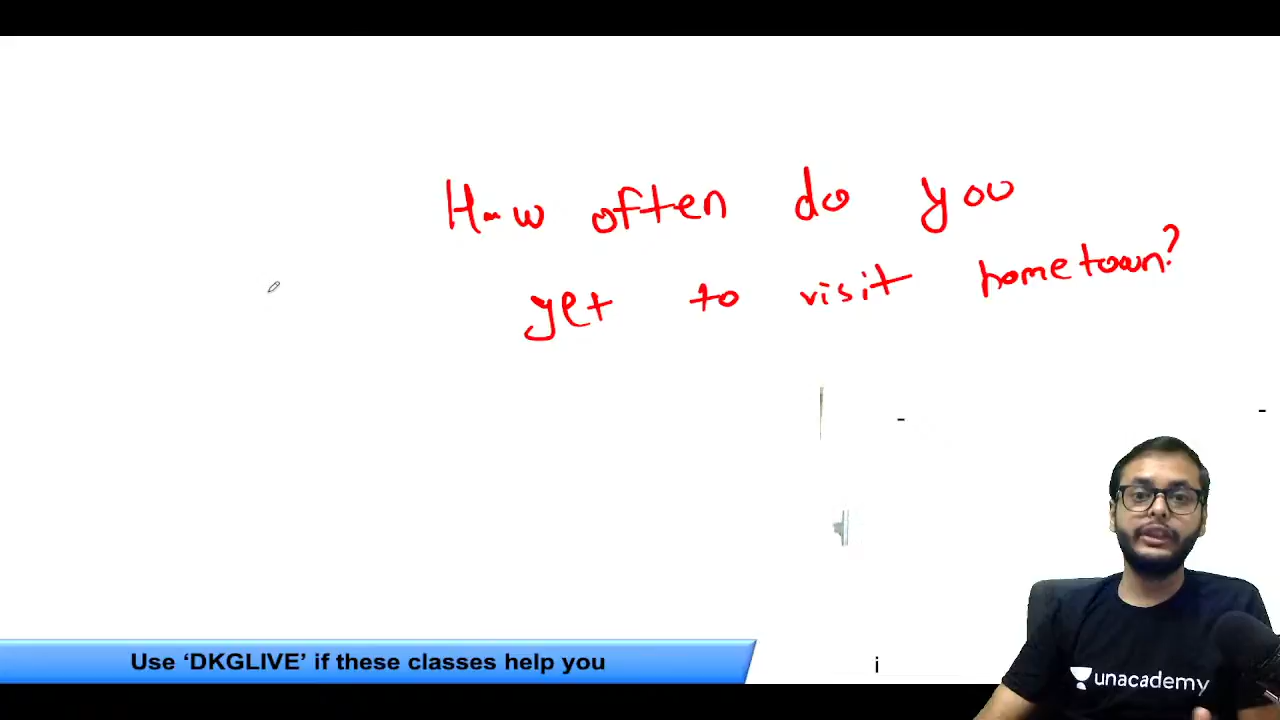 How often do you
get to visit hometown?
Use ‘DKGLIVE’ if these classes help you
i
unacademy